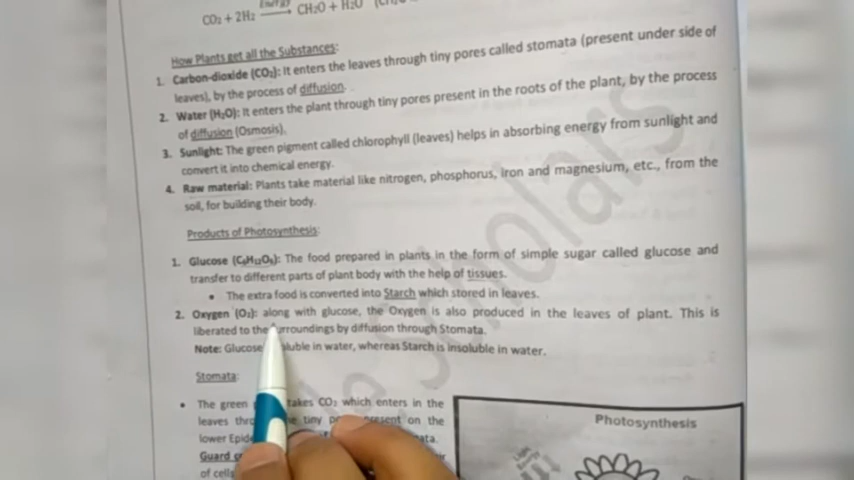 Energy
CO₂ + 2H₂ → CH₂O + H₂O
How Plants get all the Substances:
1. Carbon-dioxide (CO₂): It enters the leaves through tiny pores called stomata (present under side of
leaves), by the process of diffusion.
2. Water (H₂O): It enters the plant through tiny pores present in the roots of the plant, by the process
of diffusion (Osmosis).
3. Sunlight: The green pigment called chlorophyll (leaves) helps in absorbing energy from sunlight and
convert it into chemical energy.
4. Raw material: Plants take material like nitrogen, phosphorus, iron and magnesium, etc., from the
soil, for building their body.
Products of Photosynthesis:
1. Glucose (C₆H₁₂O₆): The food prepared in plants in the form of simple sugar called glucose and
transfer to different parts of plant body with the help of tissues.
• The extra food is converted into Starch which stored in leaves.
2. Oxygen (O₂): along with glucose, the Oxygen is also produced in the leaves of plant. This is
liberated to the surroundings by diffusion through Stomata.
Note: Glucose soluble in water, whereas Starch is insoluble in water.
Stomata:
• The green takes CO₂ which enters in the
leaves tiny present on the
lower
Guard
of cells
Photosynthesis
Light
Energy
Scholars